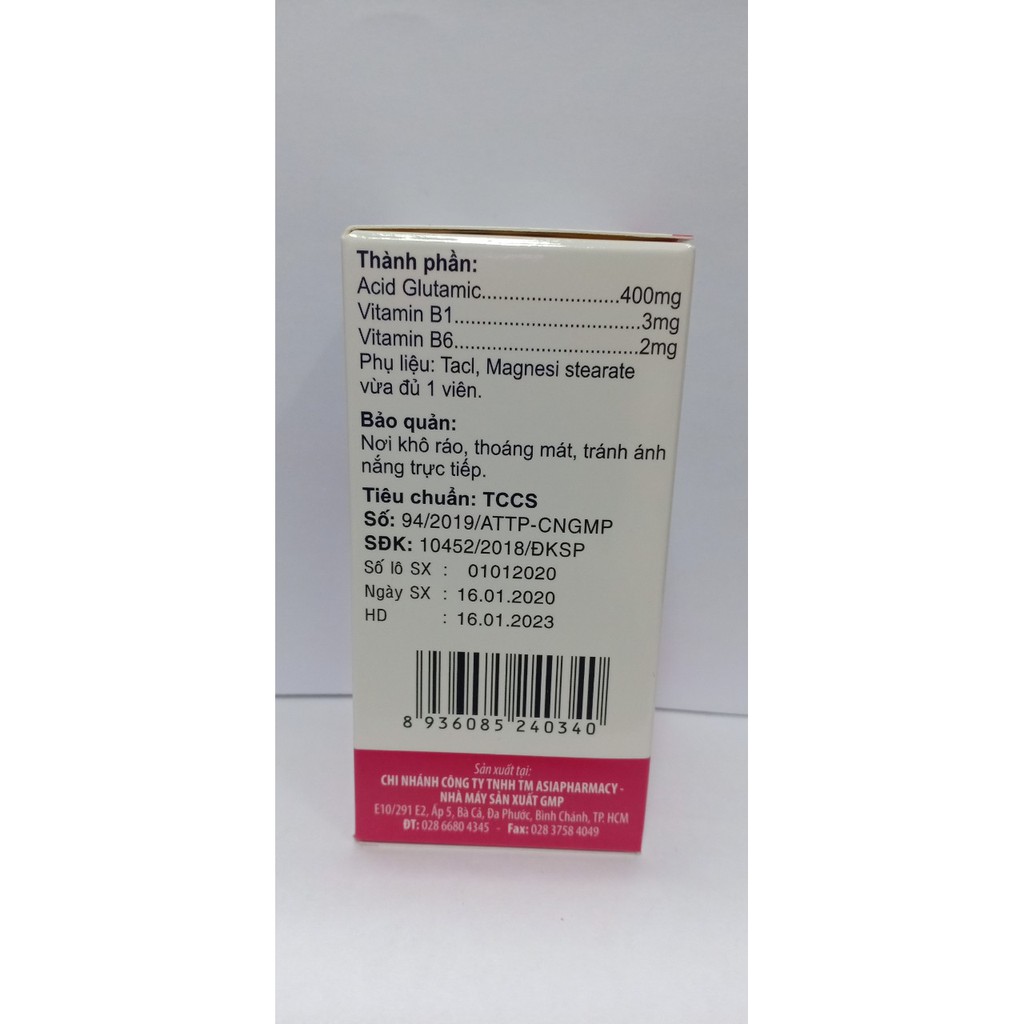 Thành phần:
Acid Glutamic.........................400mg
Vitamin B1..................................3mg
Vitamin B6.................................2mg
Phụ liệu: Tacl, Magnesi stearate
vừa đủ 1 viên.
Bảo quản:
Nơi khô ráo, thoáng mát, tránh ánh
nắng trực tiếp.
Tiêu chuẩn: TCCS
Số: 94/2019/ATTP-CNGMP
SĐK: 10452/2018/ĐKSP
Số lô SX : 01012020
Ngày SX : 16.01.2020
HD : 16.01.2023
8 936085 240340
Sản xuất tại:
CHI NHÁNH CÔNG TY TNHH TM ASIAPHARMACY -
NHÀ MÁY SẢN XUẤT GMP
E10/291 E2, Ấp 5, Bà Cả, Đa Phước, Bình Chánh, TP. HCM
ĐT: 028 6680 4345 - Fax: 028 3758 4049